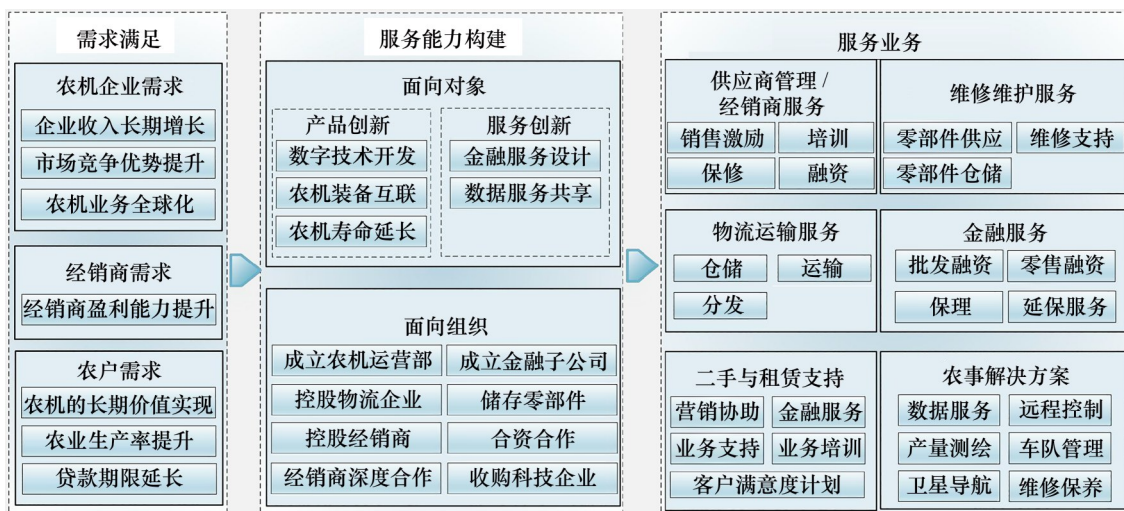 需求满足
农机企业需求
企业收入长期增长
市场竞争优势提升
农机业务全球化
经销商需求
经销商盈利能力提升
农户需求
农机的长期价值实现
农业生产率提升
贷款期限延长
服务能力构建
面向对象
产品创新
数字技术开发
农机装备互联
农机寿命延长
服务创新
金融服务设计
数据服务共享
面向组织
成立农机运营部
成立金融子公司
控股物流企业
储存零部件
控股经销商
合资合作
经销商深度合作
收购科技企业
服务业务
供应商管理 /
经销商服务
销售激励
培训
保修
融资
维修维护服务
零部件供应
维修支持
零部件仓储
物流运输服务
仓储
运输
分发
金融服务
批发融资
零售融资
保理
延保服务
二手与租赁支持
营销协助
金融服务
业务支持
业务培训
客户满意度计划
农事解决方案
数据服务
远程控制
产量测绘
车队管理
卫星导航
维修保养